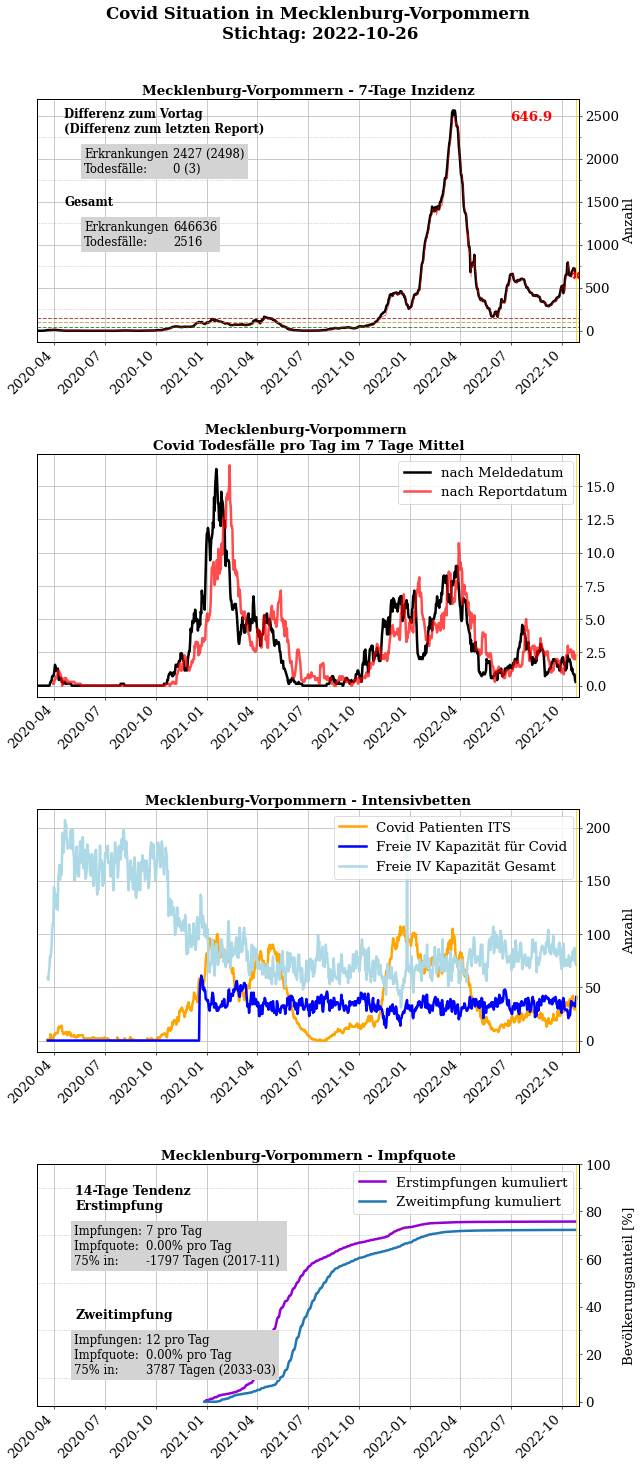 Covid Situation in Mecklenburg-Vorpommern
Stichtag: 2022-10-26
Mecklenburg-Vorpommern - 7-Tage Inzidenz
Differenz zum Vortag
(Differenz zum letzten Report)
Erkrankungen 2427 (2498)
Todesfälle: 0 (3)
Gesamt
Erkrankungen 646636
Todesfälle: 2516
646.9
2500
2000
1500
1000
500
0
Anzahl
2020-04 2020-07 2020-10 2021-01 2021-04 2021-07 2021-10 2022-01 2022-04 2022-07 2022-10
Mecklenburg-Vorpommern
Covid Todesfälle pro Tag im 7 Tage Mittel
nach Meldedatum
nach Reportdatum
15.0
12.5
10.0
7.5
5.0
2.5
0.0
2020-04 2020-07 2020-10 2021-01 2021-04 2021-07 2021-10 2022-01 2022-04 2022-07 2022-10
Mecklenburg-Vorpommern - Intensivbetten
Covid Patienten ITS
Freie IV Kapazität für Covid
Freie IV Kapazität Gesamt
200
150
100
50
0
Anzahl
2020-04 2020-07 2020-10 2021-01 2021-04 2021-07 2021-10 2022-01 2022-04 2022-07 2022-10
Mecklenburg-Vorpommern - Impfquote
14-Tage Tendenz
Erstimpfung
Impfungen: 7 pro Tag
Impfquote: 0.00% pro Tag
75% in: -1797 Tagen (2017-11)
Zweitimpfung
Impfungen: 12 pro Tag
Impfquote: 0.00% pro Tag
75% in: 3787 Tagen (2033-03)
Erstimpfungen kumuliert
Zweitimpfung kumuliert
100
80
60
40
20
0
Bevölkerungsanteil [%]
2020-04 2020-07 2020-10 2021-01 2021-04 2021-07 2021-10 2022-01 2022-04 2022-07 2022-10